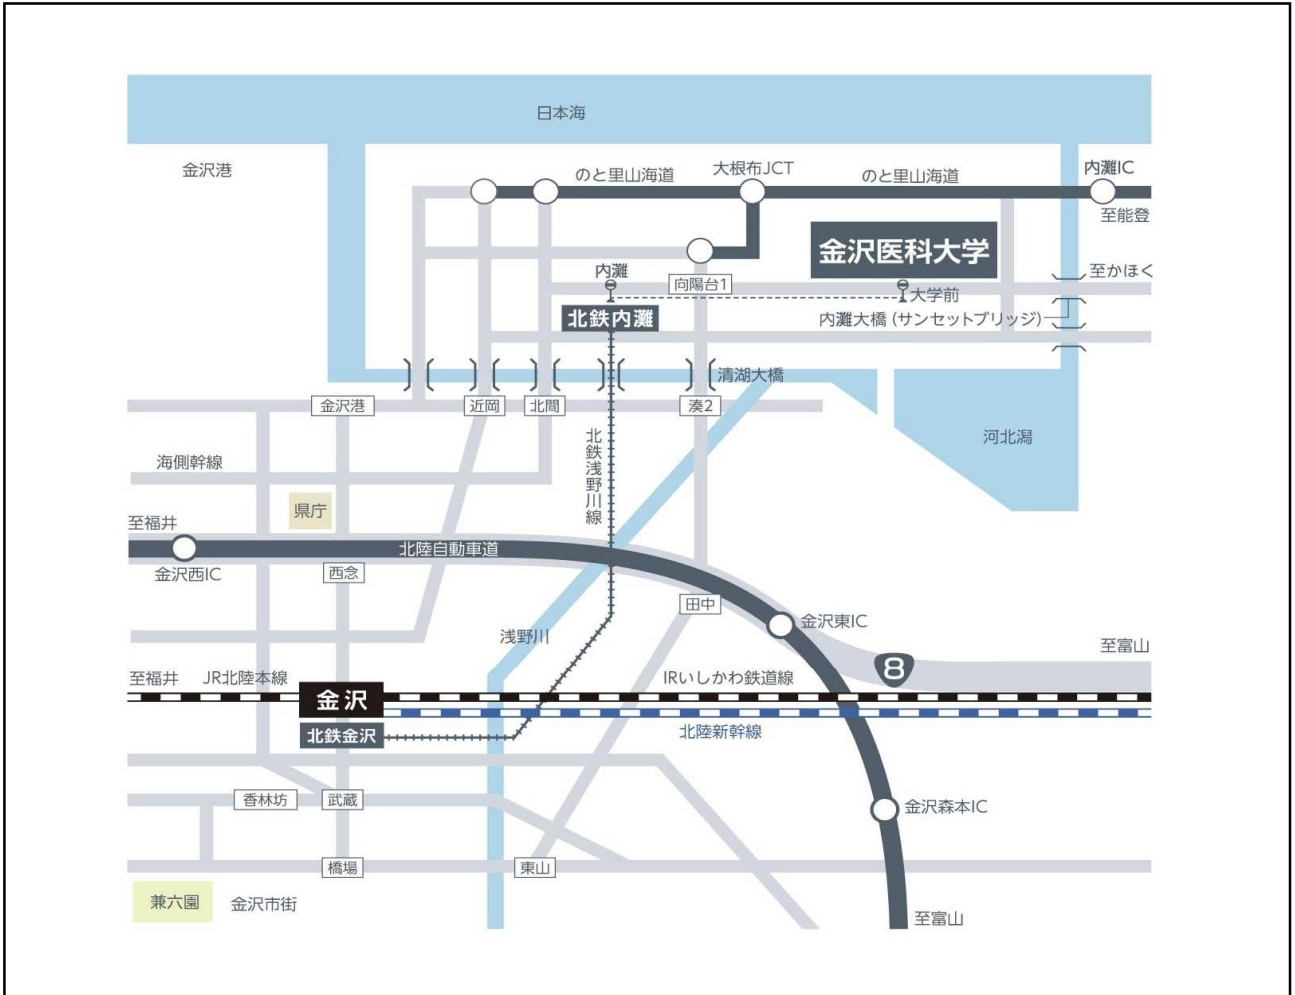 日本海
金沢港
のと里山海道
大根布JCT
のと里山海道
内灘IC
至能登
金沢医科大学
内灘
向陽台1
大学前
至かほく
北鉄内灘
内灘大橋(サンセットブリッジ)
清湖大橋
金沢港
近岡
北間
湊2
北鉄浅野川線
河北潟
海側幹線
県庁
至福井
北陸自動車道
金沢西IC
西念
田中
金沢東IC
浅野川
至富山
8
至福井
JR北陸本線
IRいしかわ鉄道線
金沢
北鉄金沢
北陸新幹線
香林坊
武蔵
金沢森本IC
橋場
東山
兼六園
金沢市街
至富山